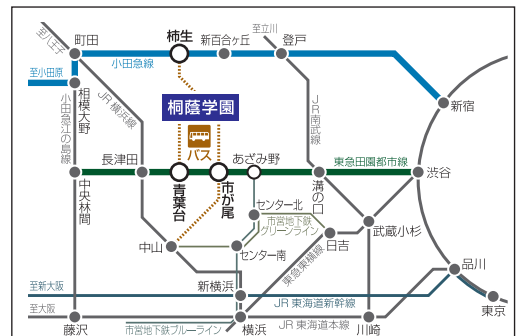 至八王子
町田
柿生
新百合ヶ丘
至立川
登戸
小田急線
至小田原
相模大野
小田急江の島線
JR横浜線
桐蔭学園
バス
JR南武線
新宿
長津田
あざみ野
東急田園都市線
渋谷
中央林間
青葉台
市が尾
溝の口
センター北
市営地下鉄
グリーンライン
武蔵小杉
日吉
中山
センター南
東急東横線
品川
至新大阪
新横浜
JR東海道新幹線
東京
至大阪
藤沢
市営地下鉄ブルーライン
横浜
JR東海道本線
川崎